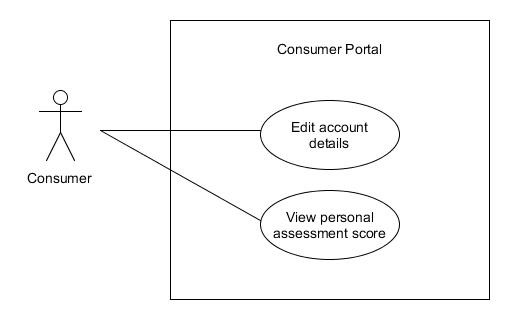 Consumer Portal
Edit account
details
Consumer
View personal
assessment score